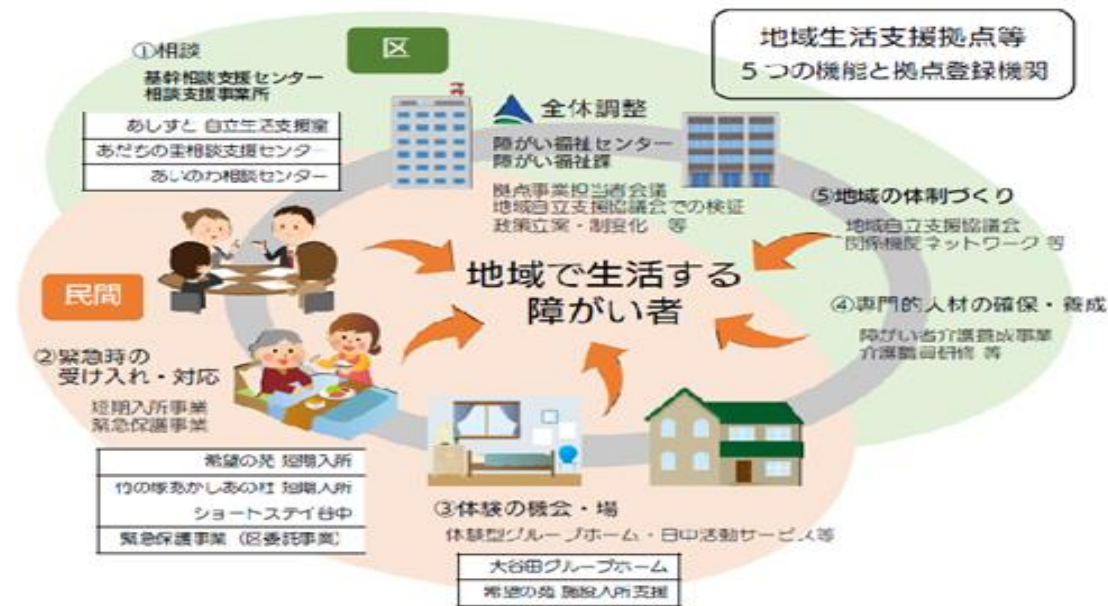 地域生活支援拠点等
5つの機能と拠点登録機関
区
①相談
基幹相談支援センター
相談支援事業所
あしすと 自立生活支援室
あだちの里相談支援センター
あいのわ相談センター
全体調整
障がい福祉センター
障がい福祉課
拠点事業担当者会議
地域自立支援協議会での検証
政策立案・制度化 等
⑤地域の体制づくり
地域自立支援協議会
関係機関ネットワーク 等
地域で生活する
障がい者
民間
④専門的人材の確保・養成
障がい者介護養成事業
介護職員研修 等
②緊急時の
受け入れ・対応
短期入所事業
緊急保護事業
希望の苑 短期入所
竹の塚あかしあの杜 短期入所
ショートステイ谷中
緊急保護事業（区委託事業）
③体験の機会・場
体験型グループホーム・日中活動サービス等
大谷田グループホーム
希望の苑 施設入所支援